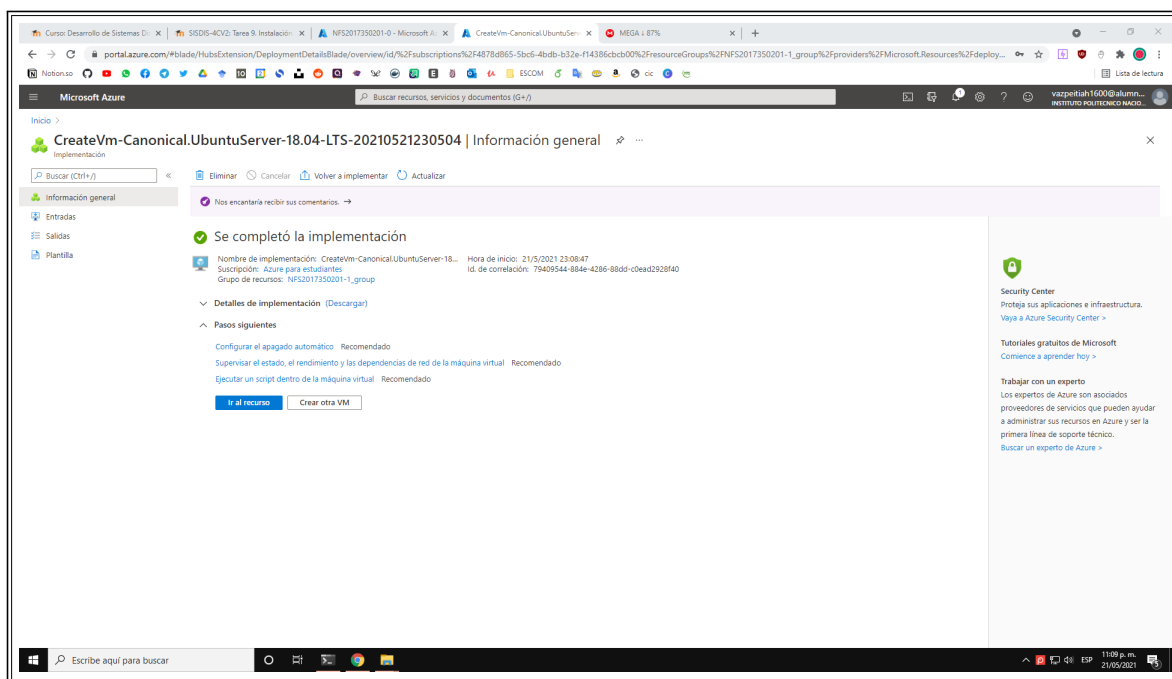 Curso: Desarrollo de Sistemas Di
SISDIS-4CV2: Tarea 9. Instalación
NFS2017350201-0 - Microsoft Az
CreateVm-Canonical.UbuntuServ
MEGA ↓ 87%
portal.azure.com/#blade/HubsExtension/DeploymentDetailsBlade/overview/id/%2Fsubscriptions%2F4878d865-5bc6-4bdb-b32e-f14386cbcb00%2FresourceGroups%2FNFS2017350201-1_group%2Fproviders%2FMicrosoft.Resources%2Fdeploy...
Notion.so
ESCOM
cic
Lista de lectura
Microsoft Azure
Buscar recursos, servicios y documentos (G+/)
1
vazpeitiah1600@alumn...
INSTITUTO POLITECNICO NACIO...
Inicio >
CreateVm-Canonical.UbuntuServer-18.04-LTS-20210521230504 | Información general
Implementación
Buscar (Ctrl+/)
Eliminar Cancelar Volver a implementar Actualizar
Información general
Entradas
Salidas
Plantilla
Nos encantaría recibir sus comentarios. →
Se completó la implementación
Nombre de implementación: CreateVm-Canonical.UbuntuServer-18... Hora de inicio: 21/5/2021 23:08:47
Suscripción: Azure para estudiantes Id. de correlación: 79409544-884e-4286-88dd-c0ead2928f40
Grupo de recursos: NFS2017350201-1_group
Detalles de implementación (Descargar)
Pasos siguientes
Configurar el apagado automático Recomendado
Supervisar el estado, el rendimiento y las dependencias de red de la máquina virtual Recomendado
Ejecutar un script dentro de la máquina virtual Recomendado
Ir al recurso Crear otra VM
Security Center
Proteja sus aplicaciones e infraestructura.
Vaya a Azure Security Center >
Tutoriales gratuitos de Microsoft
Comience a aprender hoy >
Trabajar con un experto
Los expertos de Azure son asociados
proveedores de servicios que pueden ayudar
a administrar sus recursos en Azure y ser la
primera línea de soporte técnico.
Buscar un experto de Azure >
Escribe aquí para buscar
ESP
11:09 p. m.
21/05/2021
5